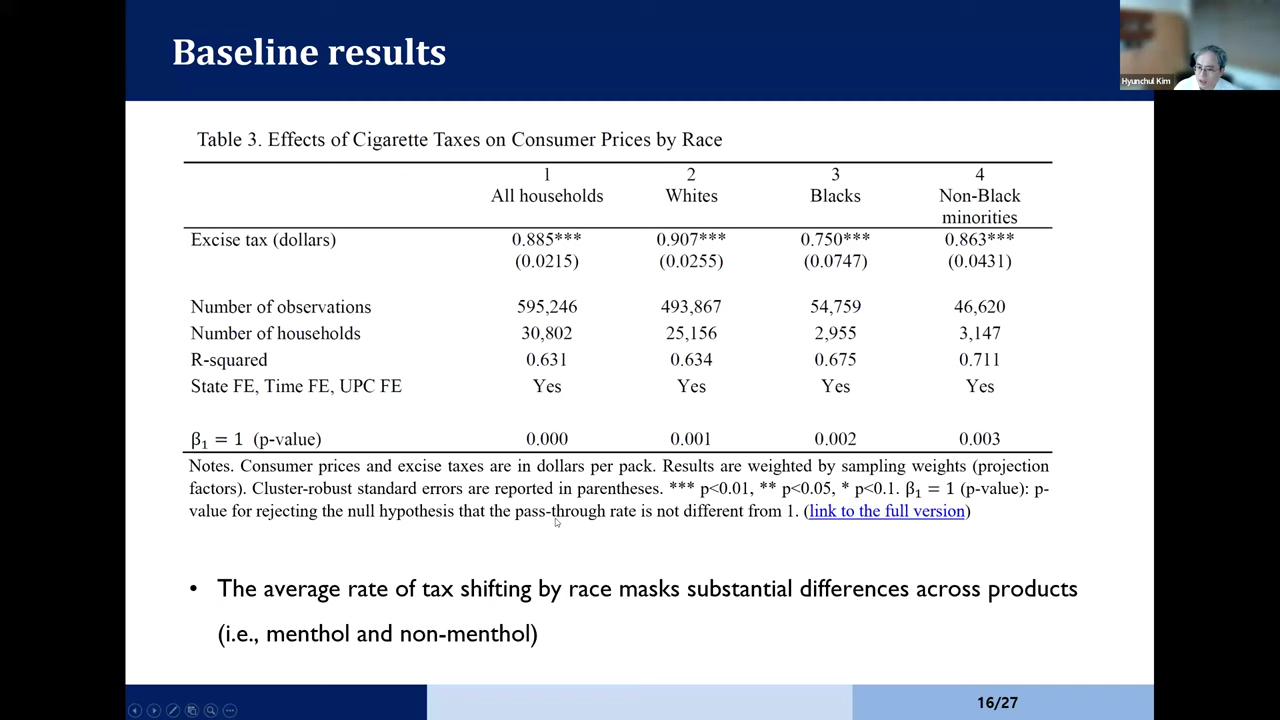 Baseline results
Hyunchul Kim
Table 3. Effects of Cigarette Taxes on Consumer Prices by Race
1 2 3 4
All households Whites Blacks Non-Black
minorities
Excise tax (dollars) 0.885*** 0.907*** 0.750*** 0.863***
(0.0215) (0.0255) (0.0747) (0.0431)
Number of observations 595,246 493,867 54,759 46,620
Number of households 30,802 25,156 2,955 3,147
R-squared 0.631 0.634 0.675 0.711
State FE, Time FE, UPC FE Yes Yes Yes Yes
β₁ = 1 (p-value) 0.000 0.001 0.002 0.003
Notes. Consumer prices and excise taxes are in dollars per pack. Results are weighted by sampling weights (projection
factors). Cluster-robust standard errors are reported in parentheses. *** p<0.01, ** p<0.05, * p<0.1. β₁ = 1 (p-value): p-
value for rejecting the null hypothesis that the pass-through rate is not different from 1. (link to the full version)
• The average rate of tax shifting by race masks substantial differences across products
(i.e., menthol and non-menthol)
16/27